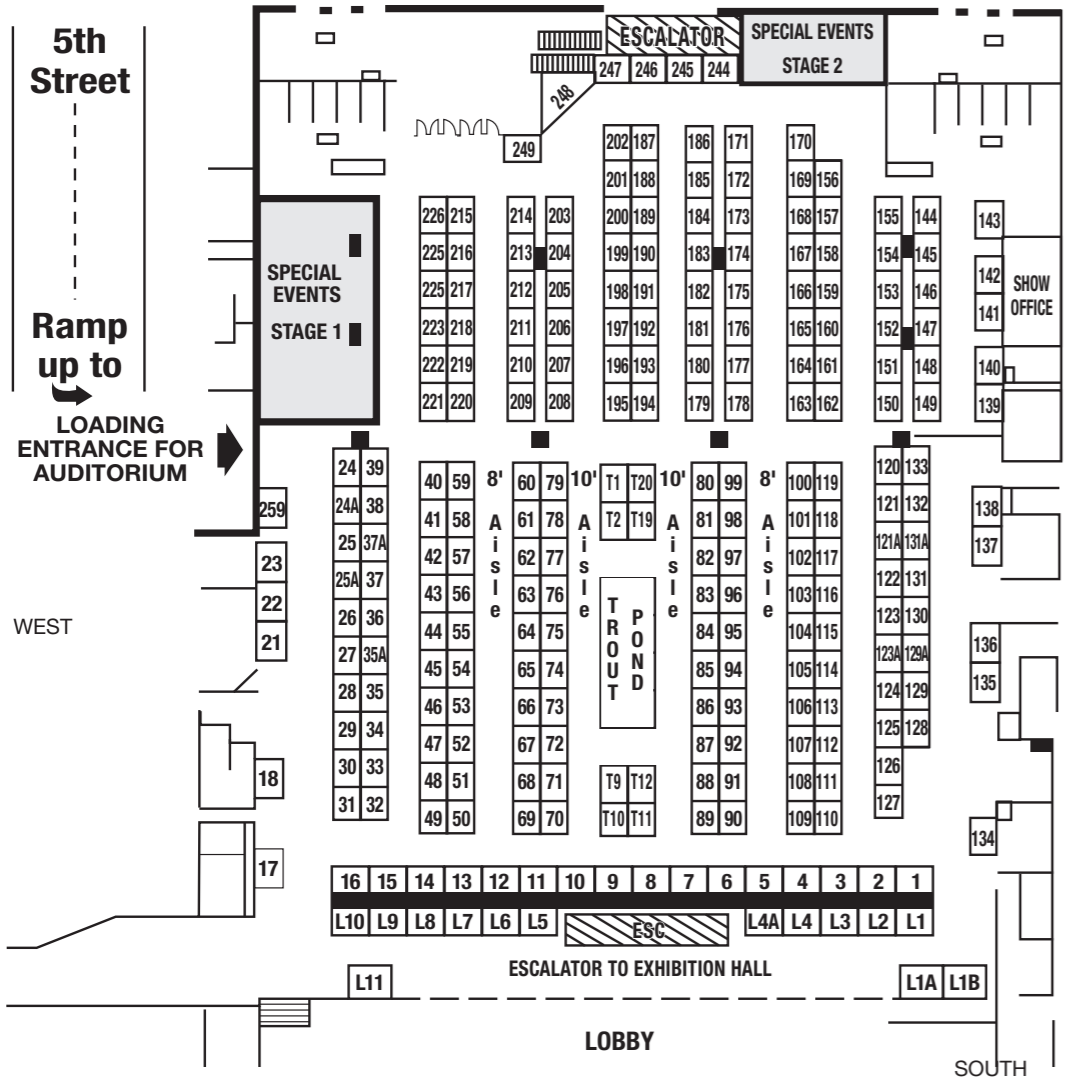 5th
Street
Ramp
up to
LOADING
ENTRANCE FOR
AUDITORIUM
WEST
ESCALATOR
SPECIAL EVENTS
STAGE 2
247 246 245 244
248
249
202 187 186 171 170
201 188 185 172 169 156
226 215 214 203 200 189 184 173 168 157 155 144 143
225 216 213 204 199 190 183 174 167 158 154 145
SPECIAL
EVENTS
STAGE 1
225 217 212 205 198 191 182 175 166 159 153 146 142
SHOW
OFFICE
223 218 211 206 197 192 181 176 165 160 152 147 141
222 219 210 207 196 193 180 177 164 161 151 148 140
221 220 209 208 195 194 179 178 163 162 150 149 139
24 39 40 59 8' 60 79 10' T1 T20 10' 80 99 8' 100 119 120 133
24A 38 41 58 61 78 T2 T19 81 98 101 118 121 132
Aisle
Aisle
Aisle
Aisle
259
25 37A 42 57 62 77 82 97 102 117 121A 131A
138
137
25A 37 43 56 63 76 83 96 103 116 122 131
TROUT
POND
23
22
21
26 36 44 55 64 75 84 95 104 115 123 130
27 35A 45 54 65 74 85 94 105 114 123A 129A
136
135
28 35 46 53 66 73 86 93 106 113 124 129
29 34 47 52 67 72 87 92 107 112 125 128
30 33 48 51 68 71 T9 T12 88 91 108 111 126
31 32 49 50 69 70 T10 T11 89 90 109 110 127
18
17
134
16 15 14 13 12 11 10 9 8 7 6 5 4 3 2 1
L10 L9 L8 L7 L6 L5 ESC L4A L4 L3 L2 L1
ESCALATOR TO EXHIBITION HALL
L11
L1A L1B
LOBBY
SOUTH